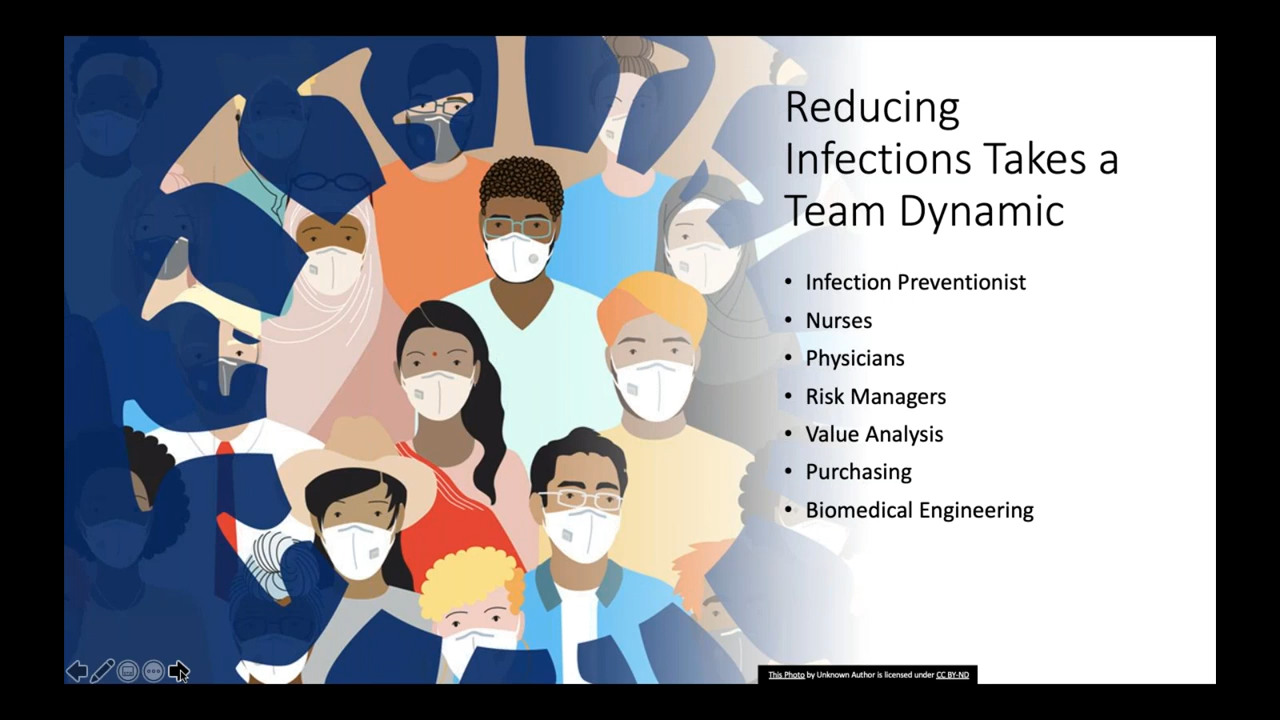 Reducing
Infections Takes a
Team Dynamic
• Infection Preventionist
• Nurses
• Physicians
• Risk Managers
• Value Analysis
• Purchasing
• Biomedical Engineering
This Photo by Unknown Author is licensed under CC BY-ND